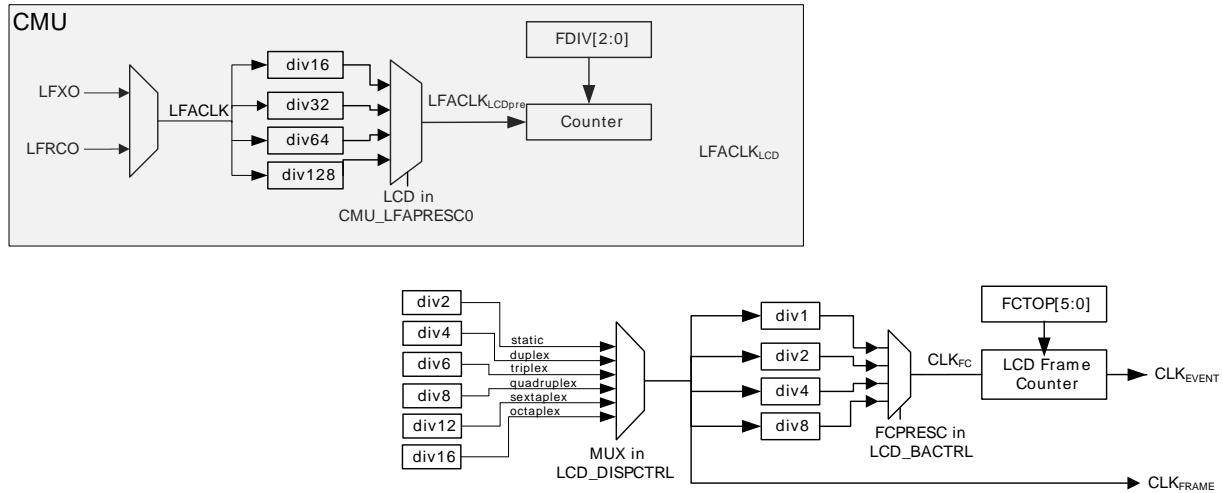 CMU
FDIV[2:0]
div16
LFXO
LFACLK
LFACLKLCDpre
div32
Counter
div64
LFRCO
LFACLKLCD
div128
LCD in
CMU_LFAPRESC0
div2
div1
FCTOP[5:0]
div4
static
duplex
div6
triplex
div2
CLKFC
LCD Frame
Counter
CLKEVENT
div8
quadruplex
div4
sextaplex
div12
octaplex
div8
div16
MUX in
LCD_DISPCTRL
FCPRESC in
LCD_BACTRL
CLKFRAME